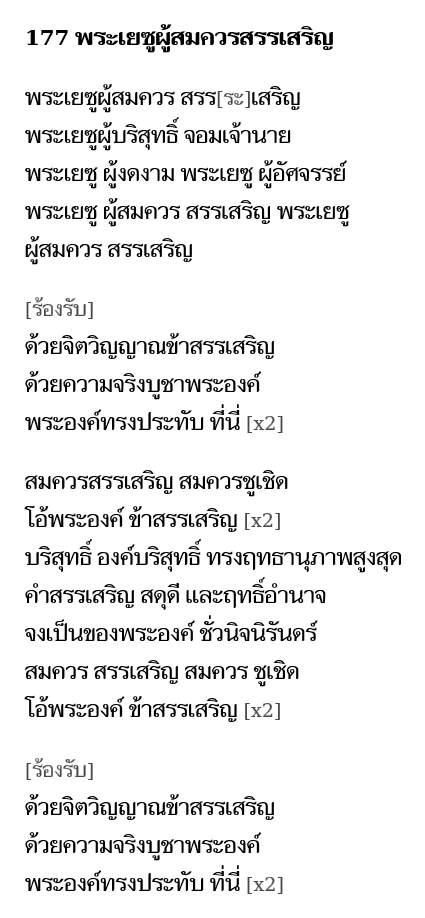 177 พระเยซูผู้สมควรสรรเสริญ
พระเยซูผู้สมควร สรร[ระ]เสริญ
พระเยซูผู้บริสุทธิ์ จอมเจ้านาย
พระเยซู ผู้งดงาม พระเยซู ผู้อัศจรรย์
พระเยซู ผู้สมควร สรรเสริญ พระเยซู
ผู้สมควร สรรเสริญ
[ร้องรับ]
ด้วยจิตวิญญาณข้าสรรเสริญ
ด้วยความจริงบูชาพระองค์
พระองค์ทรงประทับ ที่นี่ [x2]
สมควรสรรเสริญ สมควรชูเชิด
โอ้พระองค์ ข้าสรรเสริญ [x2]
บริสุทธิ์ องค์บริสุทธิ์ ทรงฤทธานุภาพสูงสุด
คำสรรเสริญ สดุดี และฤทธิ์อำนาจ
จงเป็นของพระองค์ ชั่วนิจนิรันดร์
สมควร สรรเสริญ สมควร ชูเชิด
โอ้พระองค์ ข้าสรรเสริญ [x2]
[ร้องรับ]
ด้วยจิตวิญญาณข้าสรรเสริญ
ด้วยความจริงบูชาพระองค์
พระองค์ทรงประทับ ที่นี่ [x2]